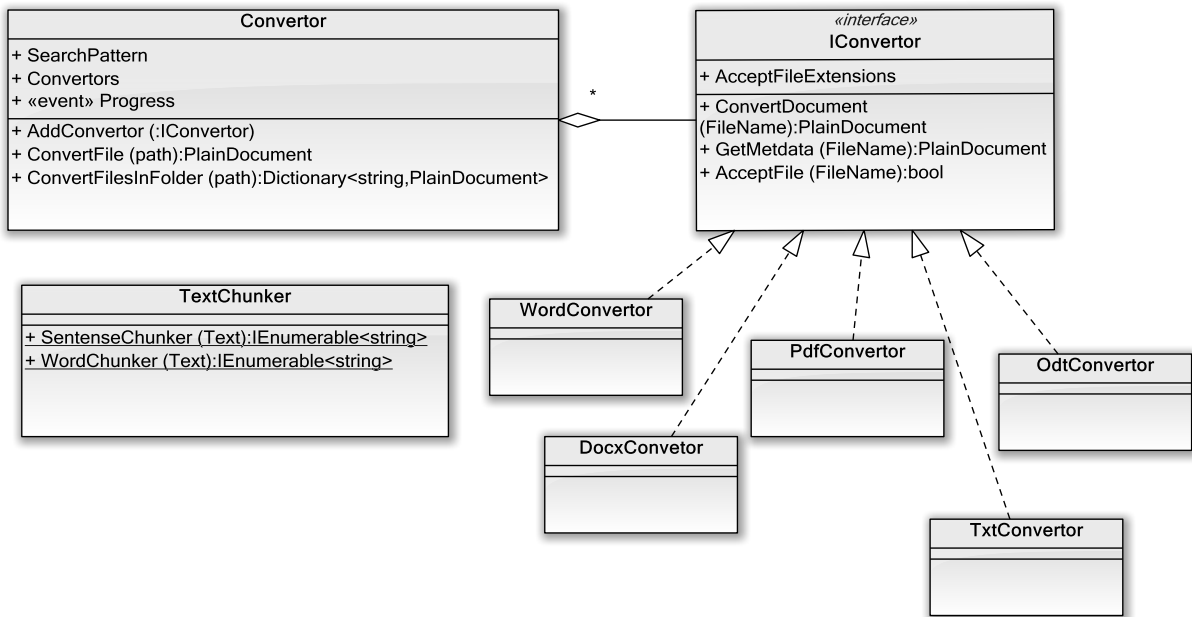 Convertor
+ SearchPattern
+ Convertors
+ «event» Progress
+ AddConvertor (:IConvertor)
+ ConvertFile (path):PlainDocument
+ ConvertFilesInFolder (path):Dictionary<string,PlainDocument>
*
«interface»
IConvertor
+ AcceptFileExtensions
+ ConvertDocument
(FileName):PlainDocument
+ GetMetdata (FileName):PlainDocument
+ AcceptFile (FileName):bool
TextChunker
+ SentenseChunker (Text):IEnumerable<string>
+ WordChunker (Text):IEnumerable<string>
WordConvertor
PdfConvertor
OdtConvertor
DocxConvetor
TxtConvertor